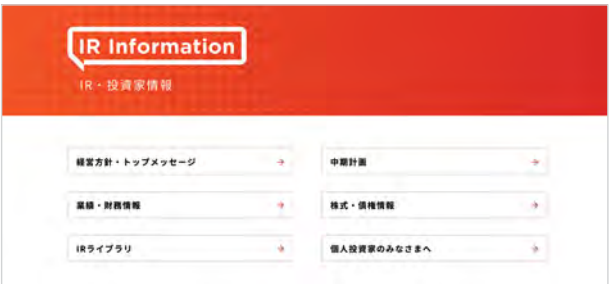 IR Information
IR・投資家情報
経営方針・トップメッセージ
中期計画
業績・財務情報
株式・債権情報
IRライブラリ
個人投資家のみなさまへ